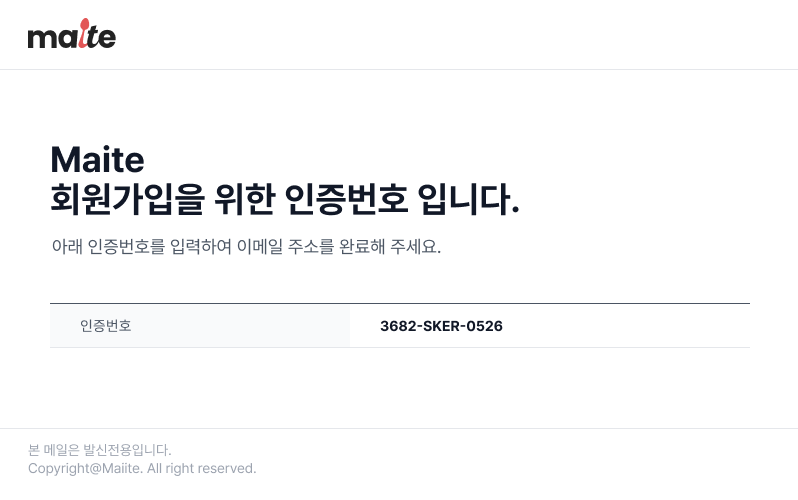 maite
Maite
회원가입을 위한 인증번호 입니다.
아래 인증번호를 입력하여 이메일 주소를 완료해 주세요.
인증번호 3682-SKER-0526
본 메일은 발신전용입니다.
Copyright@Maiite. All right reserved.